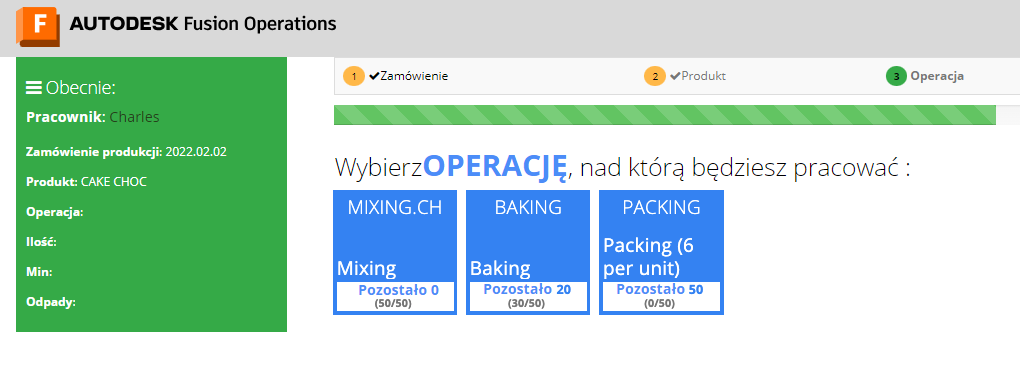 F AUTODESK Fusion Operations
Obecnie:
Pracownik: Charles
Zamówienie produkcji: 2022.02.02
Produkt: CAKE CHOC
Operacja:
Ilość:
Min:
Odpady:
1 Zamówienie 2 Produkt 3 Operacja
WybierzOPERACJĘ, nad którą będziesz pracować :
MIXING.CH
Mixing
Pozostało 0
(50/50)
BAKING
Baking
Pozostało 20
(30/50)
PACKING
Packing (6
per unit)
Pozostało 50
(0/50)